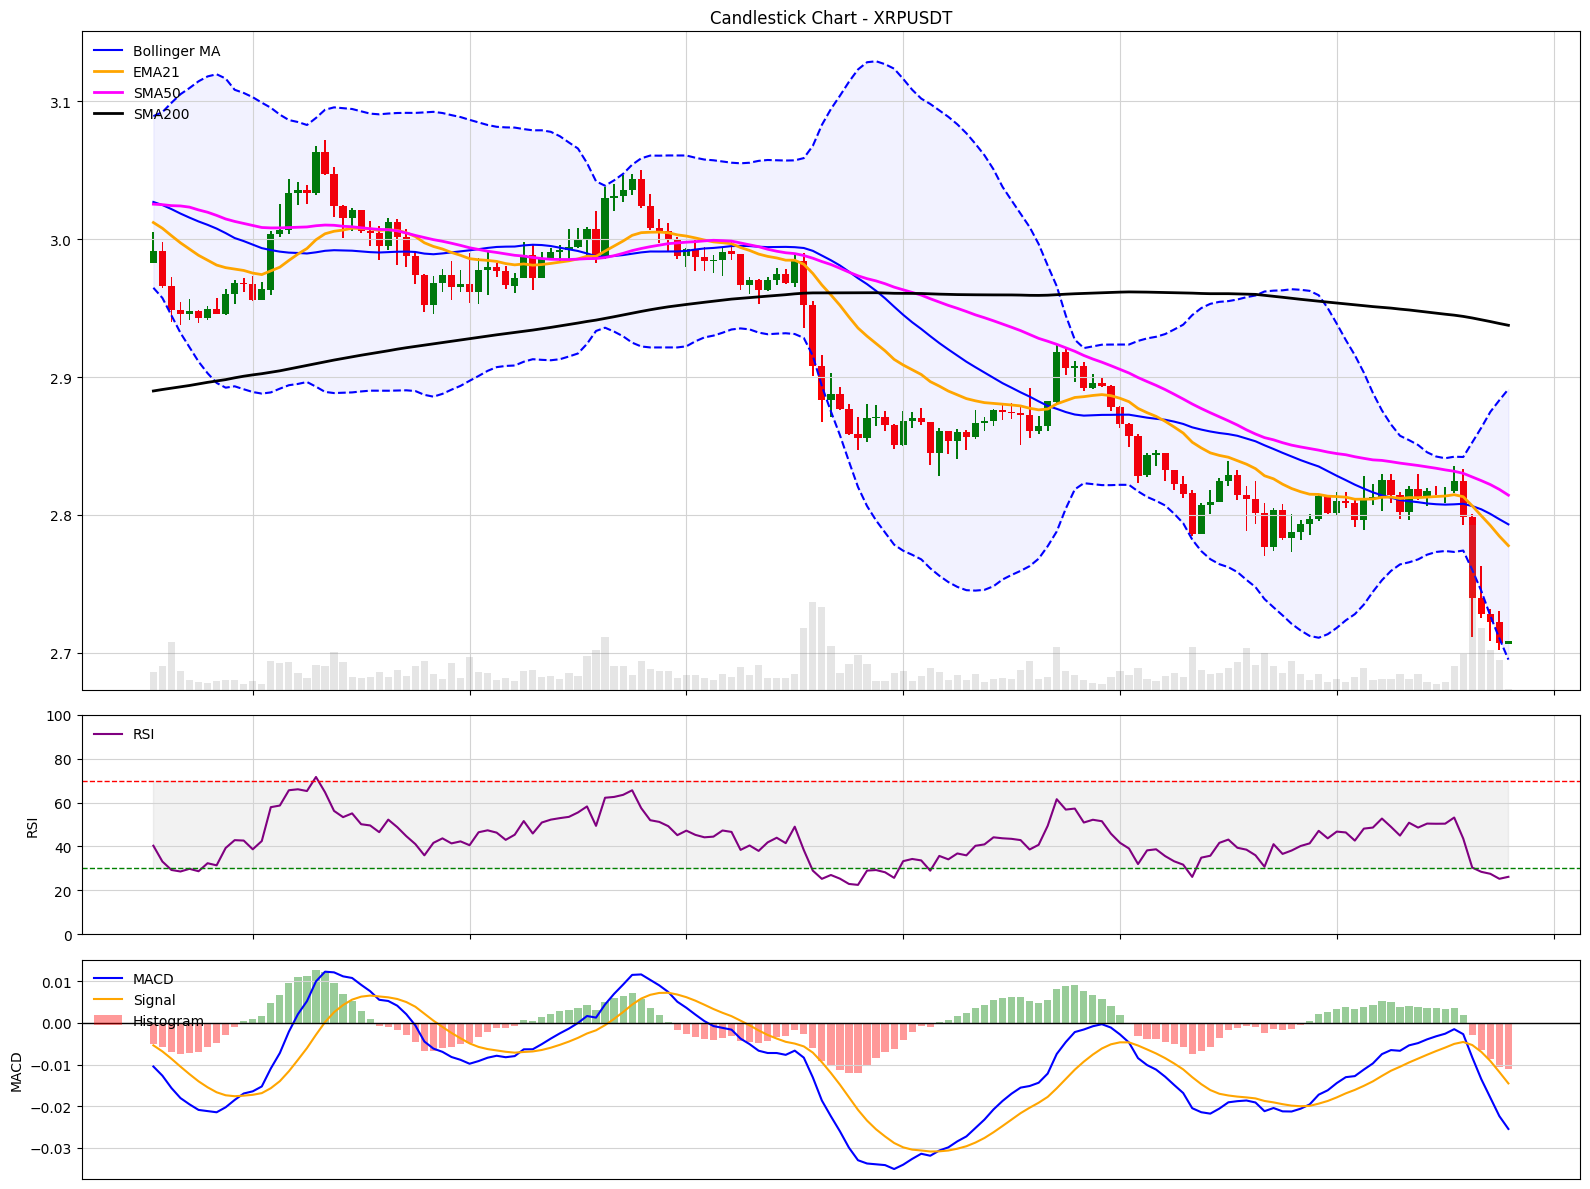 Candlestick Chart - XRPUSDT
Bollinger MA
EMA21
SMA50
SMA200
3.1
3.0
2.9
2.8
2.7
RSI
100
80
60
40
20
0
RSI
MACD
Signal
Histogram
0.01
0.00
−0.01
−0.02
−0.03
MACD